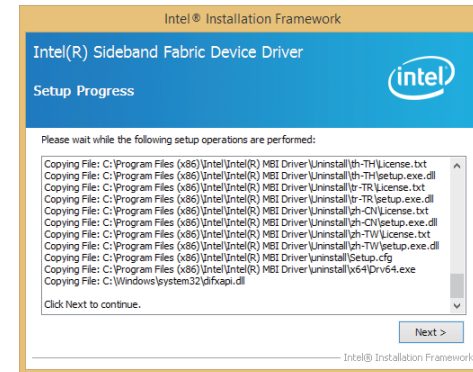 Intel® Installation Framework
Intel(R) Sideband Fabric Device Driver
Setup Progress
(intel)
Please wait while the following setup operations are performed:
Copying File: C:\Program Files (x86)\Intel\Intel(R) MBI Driver\Uninstall\th-TH\License.txt
Copying File: C:\Program Files (x86)\Intel\Intel(R) MBI Driver\Uninstall\th-TH\setup.exe.dll
Copying File: C:\Program Files (x86)\Intel\Intel(R) MBI Driver\Uninstall\tr-TR\License.txt
Copying File: C:\Program Files (x86)\Intel\Intel(R) MBI Driver\Uninstall\tr-TR\setup.exe.dll
Copying File: C:\Program Files (x86)\Intel\Intel(R) MBI Driver\Uninstall\zh-CN\License.txt
Copying File: C:\Program Files (x86)\Intel\Intel(R) MBI Driver\Uninstall\zh-CN\setup.exe.dll
Copying File: C:\Program Files (x86)\Intel\Intel(R) MBI Driver\Uninstall\zh-TW\License.txt
Copying File: C:\Program Files (x86)\Intel\Intel(R) MBI Driver\Uninstall\zh-TW\setup.exe.dll
Copying File: C:\Program Files (x86)\Intel\Intel(R) MBI Driver\uninstall\Setup.cfg
Copying File: C:\Program Files (x86)\Intel\Intel(R) MBI Driver\uninstall\x64\Drv64.exe
Copying File: C:\Windows\system32\difxapi.dll
Click Next to continue.
Next >
Intel® Installation Framework